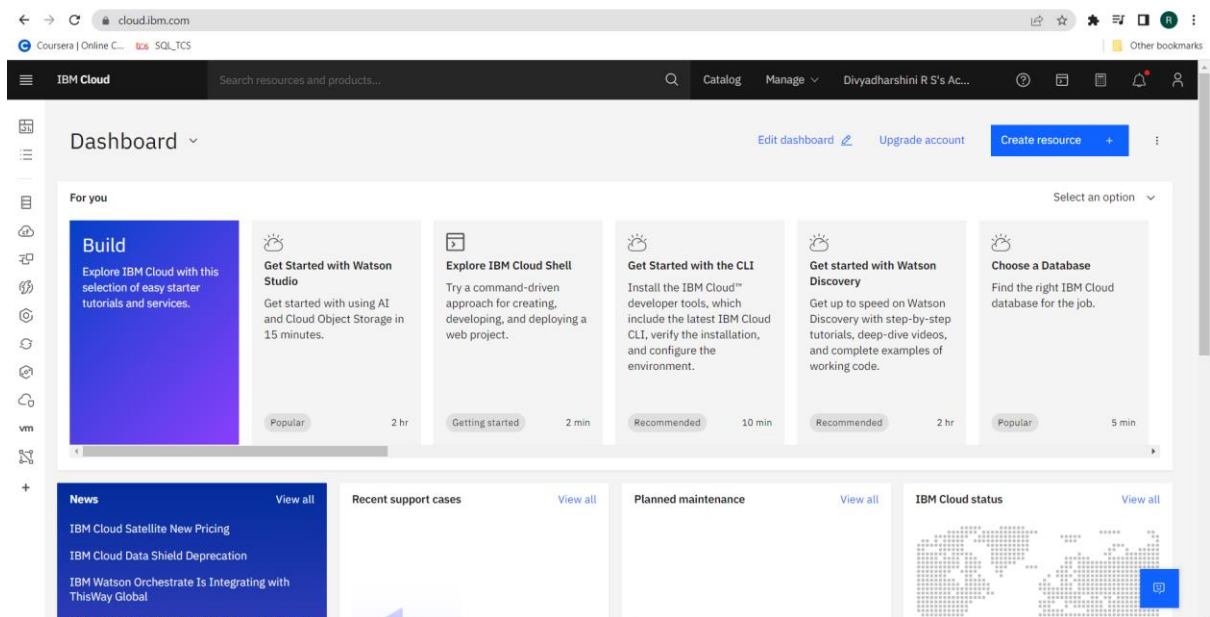 cloud.ibm.com
R
Coursera | Online C...
tcs SQL_TCS
Other bookmarks
IBM Cloud
Search resources and products...
Catalog
Manage
Divyadharshini R S's Ac...
Dashboard
Edit dashboard
Upgrade account
Create resource +
For you
Select an option
Build
Explore IBM Cloud with this
selection of easy starter
tutorials and services.
Get Started with Watson
Studio
Get started with using AI
and Cloud Object Storage in
15 minutes.
Popular 2 hr
Explore IBM Cloud Shell
Try a command-driven
approach for creating,
developing, and deploying a
web project.
Getting started 2 min
Get Started with the CLI
Install the IBM Cloud™
developer tools, which
include the latest IBM Cloud
CLI, verify the installation,
and configure the
environment.
Recommended 10 min
Get started with Watson
Discovery
Get up to speed on Watson
Discovery with step-by-step
tutorials, deep-dive videos,
and complete examples of
working code.
Recommended 2 hr
Choose a Database
Find the right IBM Cloud
database for the job.
Popular 5 min
vm
News View all
IBM Cloud Satellite New Pricing
IBM Cloud Data Shield Deprecation
IBM Watson Orchestrate Is Integrating with
ThisWay Global
Recent support cases View all
Planned maintenance View all
IBM Cloud status View all